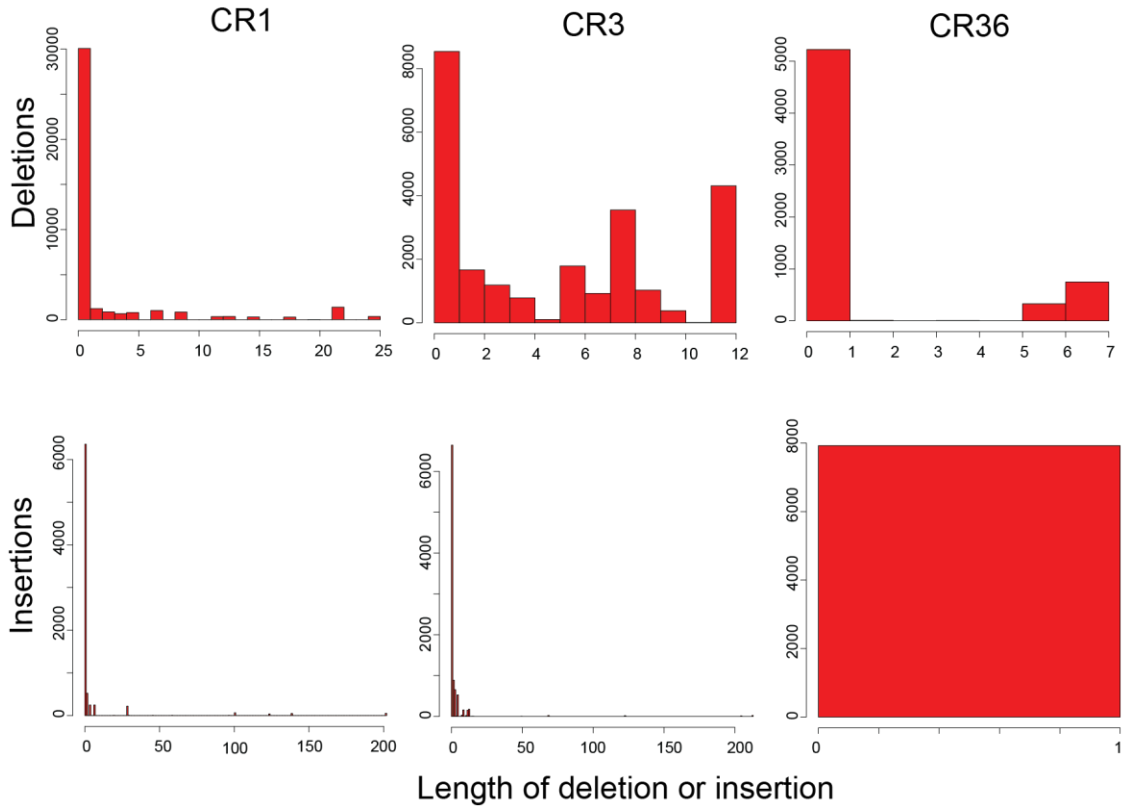 CR1 CR3 CR36
Deletions
0 10000 20000 30000
0 5 10 15 20 25
0 2000 4000 6000 8000
0 2 4 6 8 10 12
0 1000 2000 3000 4000 5000
0 1 2 3 4 5 6 7
Insertions
0 2000 4000 6000
0 50 100 150 200
0 2000 4000 6000
0 50 100 150 200
0 2000 4000 6000 8000
0 1
Length of deletion or insertion